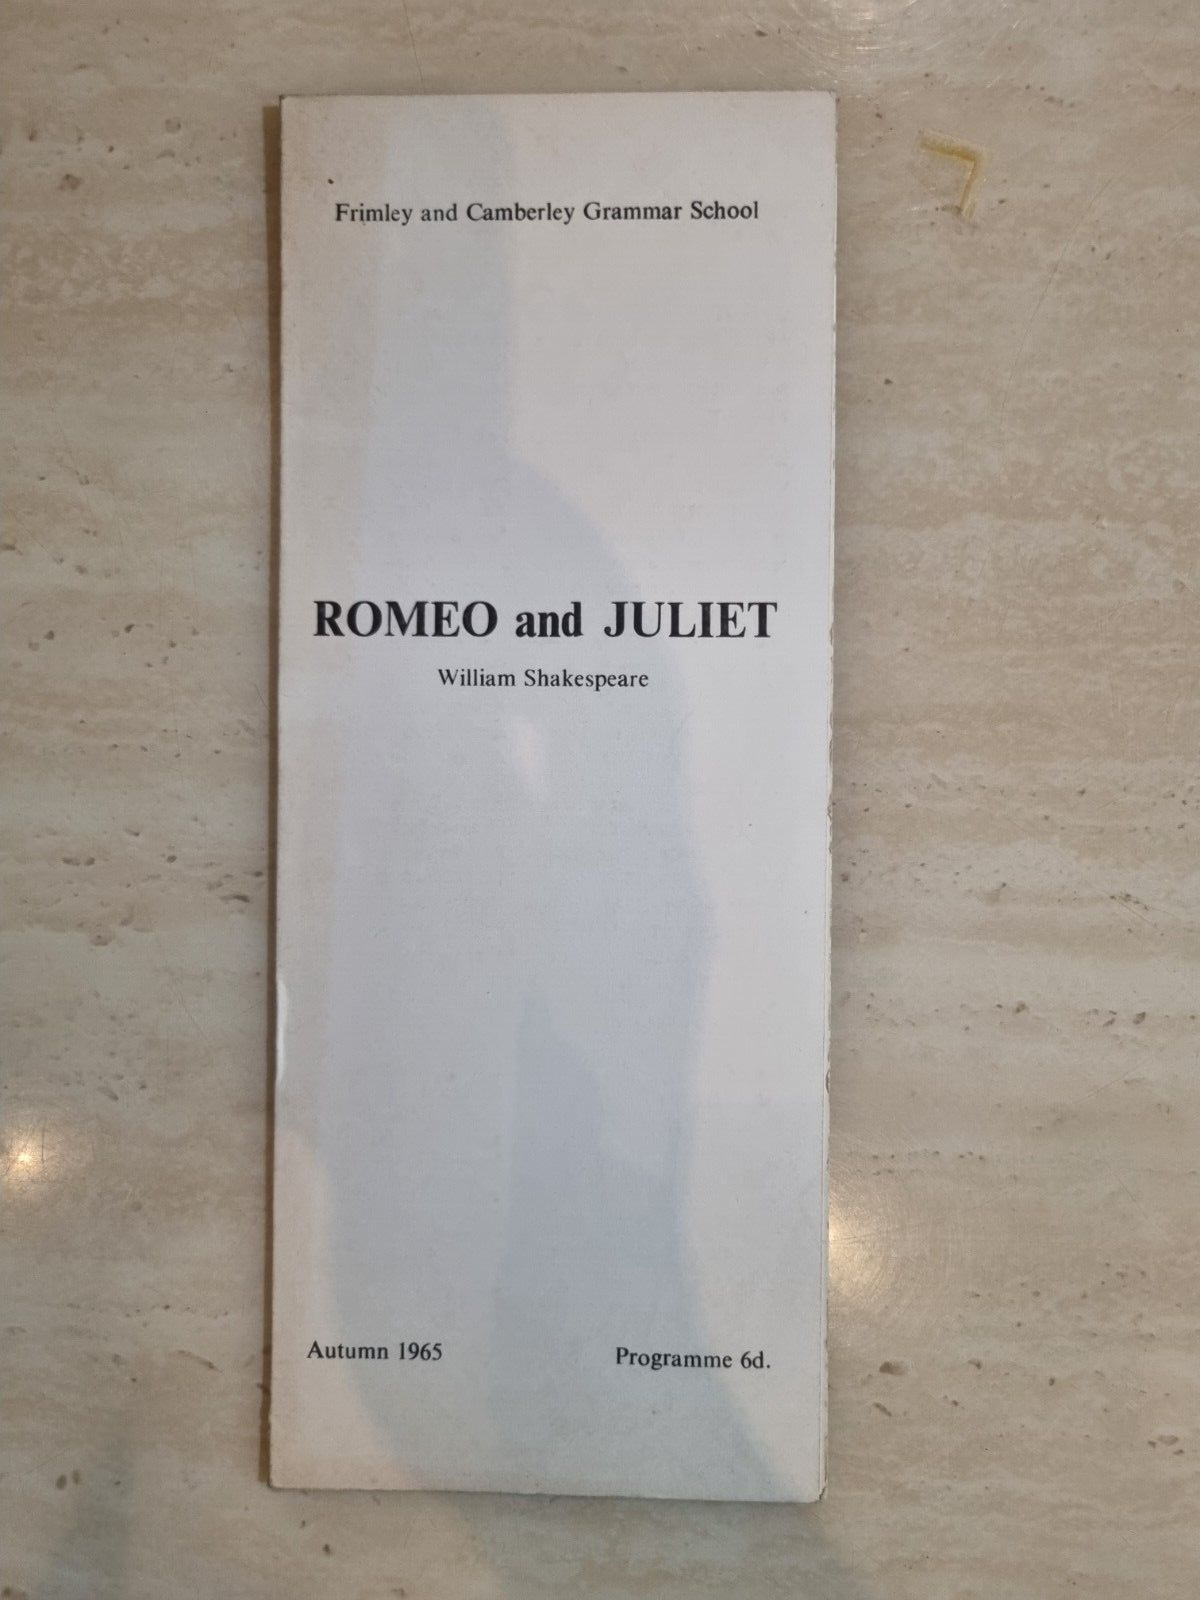 Frimley and Camberley Grammar School
ROMEO and JULIET
William Shakespeare
Autumn 1965 Programme 6d.